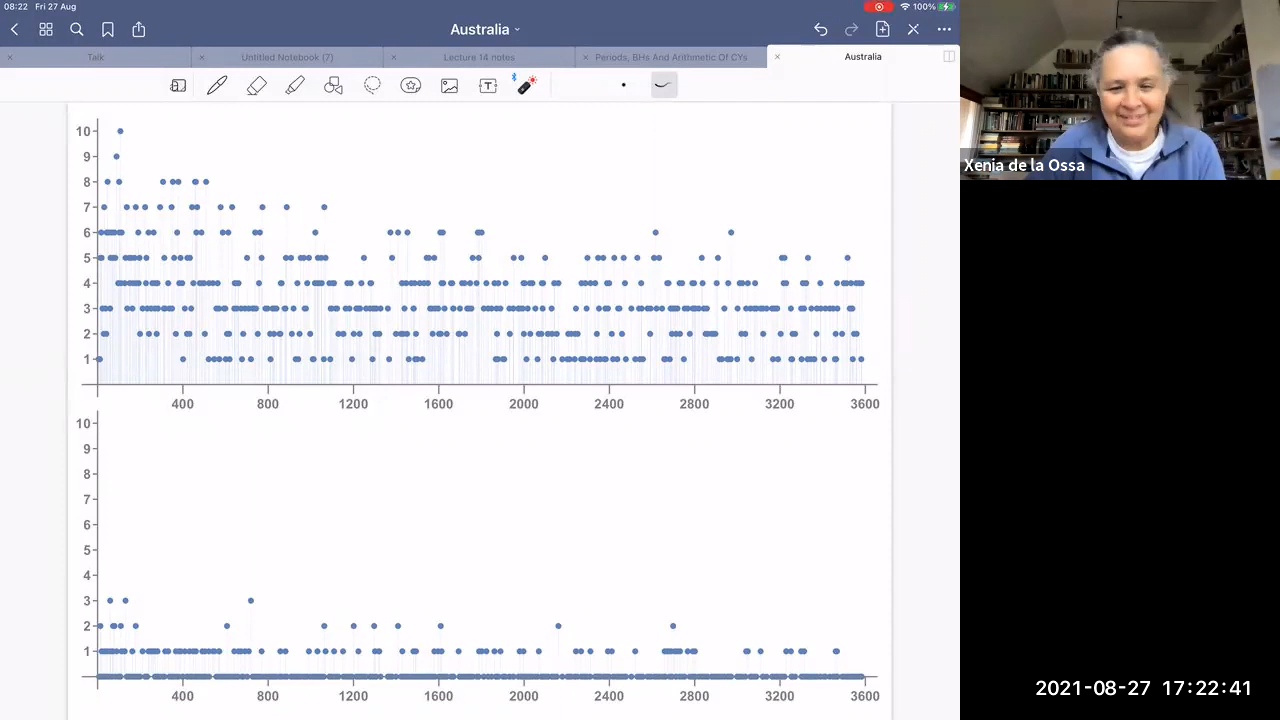 08:22 Fri 27 Aug
100%
Australia
Talk
Untitled Notebook (7)
Lecture 14 notes
Periods, BHs And Arithmetic Of CYs
Australia
T
Xenia de la Ossa
10
9
8
7
6
5
4
3
2
1
400 800 1200 1600 2000 2400 2800 3200 3600
10
9
8
7
6
5
4
3
2
1
400 800 1200 1600 2000 2400 2800 3200 3600
2021-08-27 17:22:41